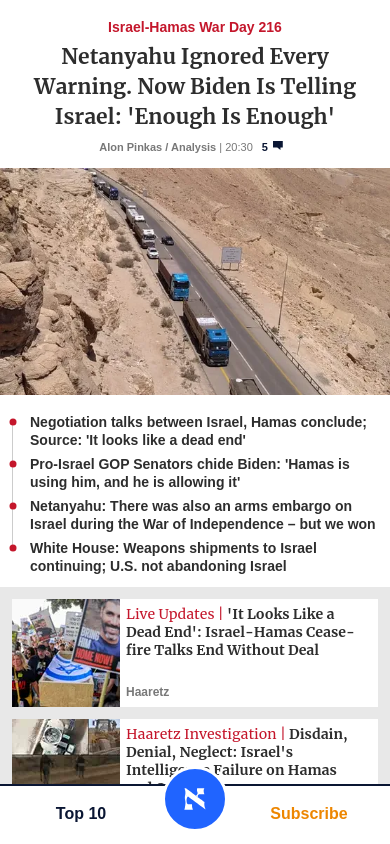 Israel-Hamas War Day 216
Netanyahu Ignored Every
Warning. Now Biden Is Telling
Israel: 'Enough Is Enough'
Alon Pinkas / Analysis | 20:30 5
Negotiation talks between Israel, Hamas conclude;
Source: 'It looks like a dead end'
Pro-Israel GOP Senators chide Biden: 'Hamas is
using him, and he is allowing it'
Netanyahu: There was also an arms embargo on
Israel during the War of Independence – but we won
White House: Weapons shipments to Israel
continuing; U.S. not abandoning Israel
Live Updates | 'It Looks Like a
Dead End': Israel-Hamas Cease-
fire Talks End Without Deal
HOME NOW!
Haaretz
Haaretz Investigation | Disdain,
Denial, Neglect: Israel's
Failure on Hamas
Top 10
Subscribe